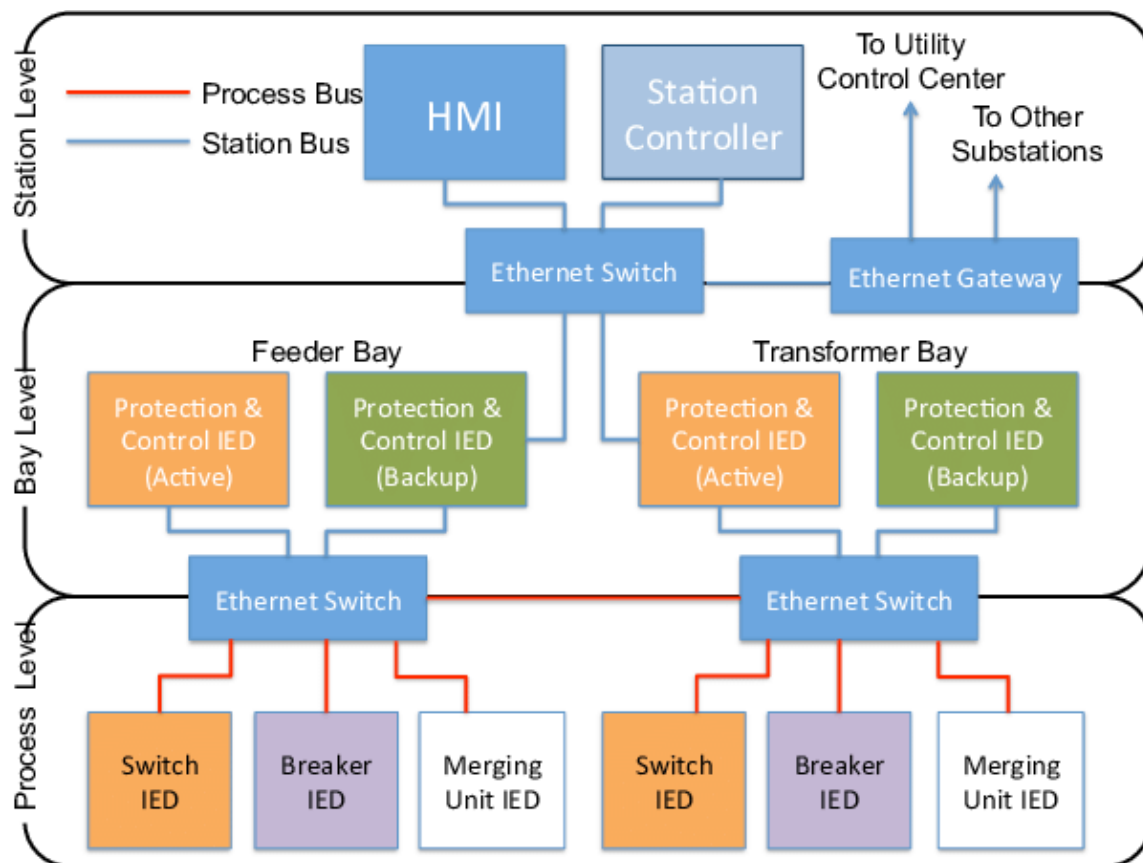 Station Level
Process Bus
Station Bus
HMI
Station
Controller
To Utility
Control Center
To Other
Substations
Ethernet Switch
Ethernet Gateway
Bay Level
Feeder Bay
Transformer Bay
Protection &
Control IED
(Active)
Protection &
Control IED
(Backup)
Protection &
Control IED
(Active)
Protection &
Control IED
(Backup)
Ethernet Switch
Ethernet Switch
Process Level
Switch
IED
Breaker
IED
Merging
Unit IED
Switch
IED
Breaker
IED
Merging
Unit IED